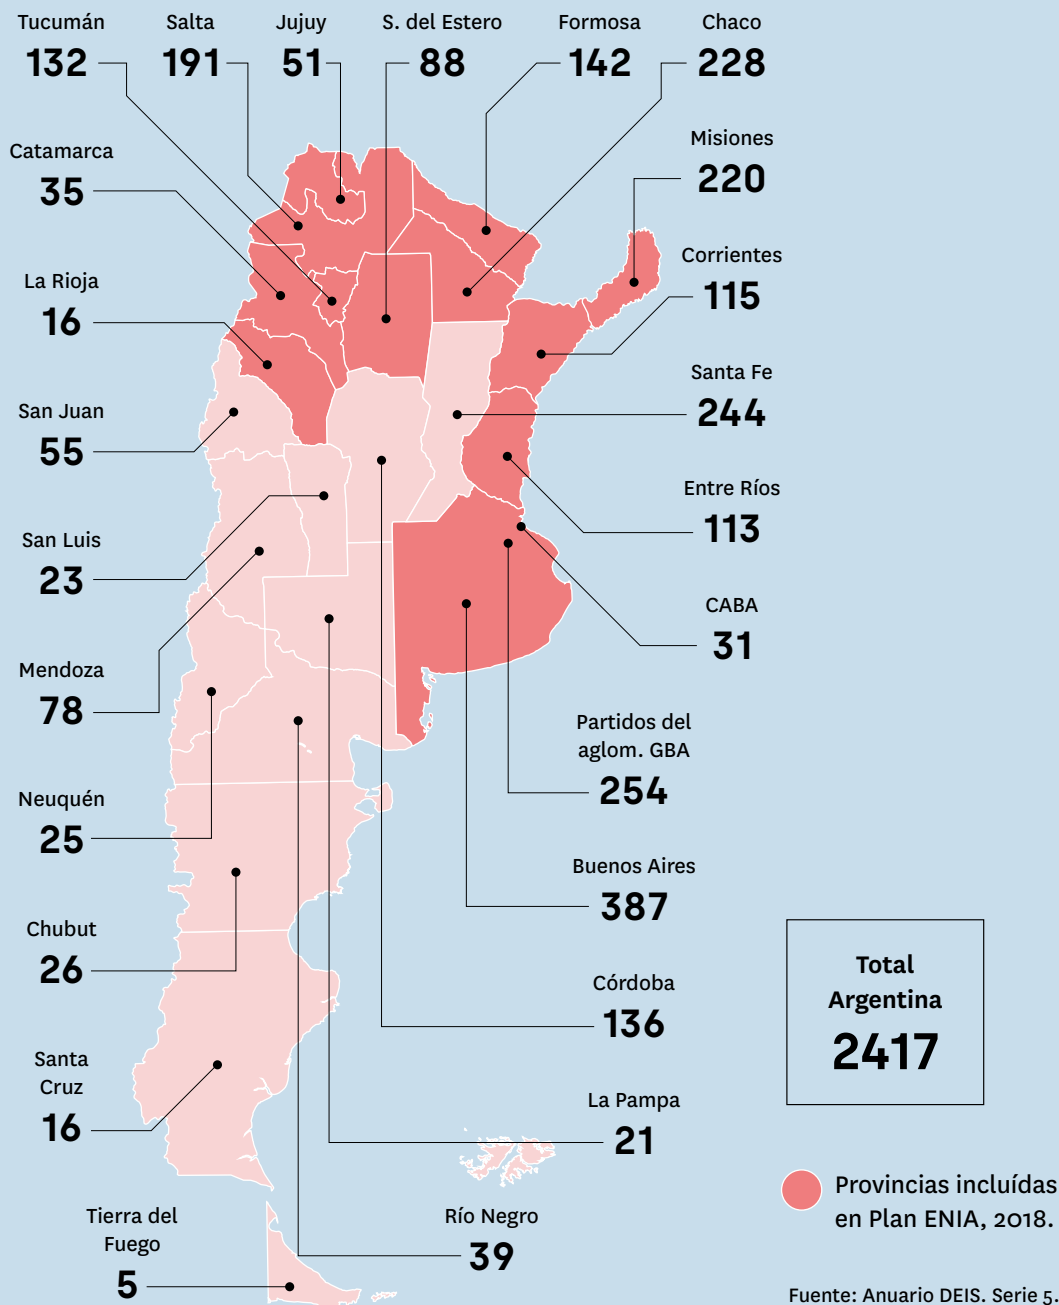 Tucumán
132
Salta
191
Jujuy
51
S. del Estero
88
Formosa
142
Chaco
228
Catamarca
35
Misiones
220
La Rioja
16
Corrientes
115
San Juan
55
Santa Fe
244
San Luis
23
Entre Ríos
113
Mendoza
78
CABA
31
Neuquén
25
Partidos del
aglom. GBA
254
Chubut
26
Buenos Aires
387
Santa
Cruz
16
Córdoba
136
Tierra del
Fuego
5
La Pampa
21
Río Negro
39
Total
Argentina
2417
Provincias incluídas
en Plan ENIA, 2018.
Fuente: Anuario DEIS. Serie 5.